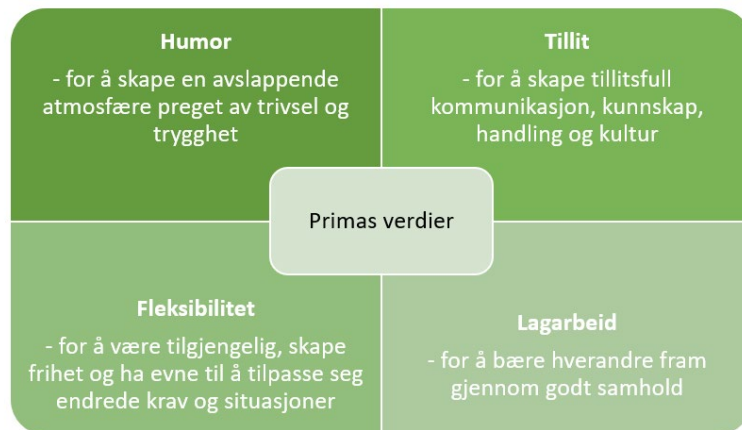 Humor
- for å skape en avslappende
atmosfære preget av trivsel og
trygghet
Tillit
- for å skape tillitsfull
kommunikasjon, kunnskap,
handling og kultur
Primas verdier
Fleksibilitet
- for å være tilgjengelig, skape
frihet og ha evne til å tilpasse seg
endrede krav og situasjoner
Lagarbeid
- for å bære hverandre fram
gjennom godt samhold